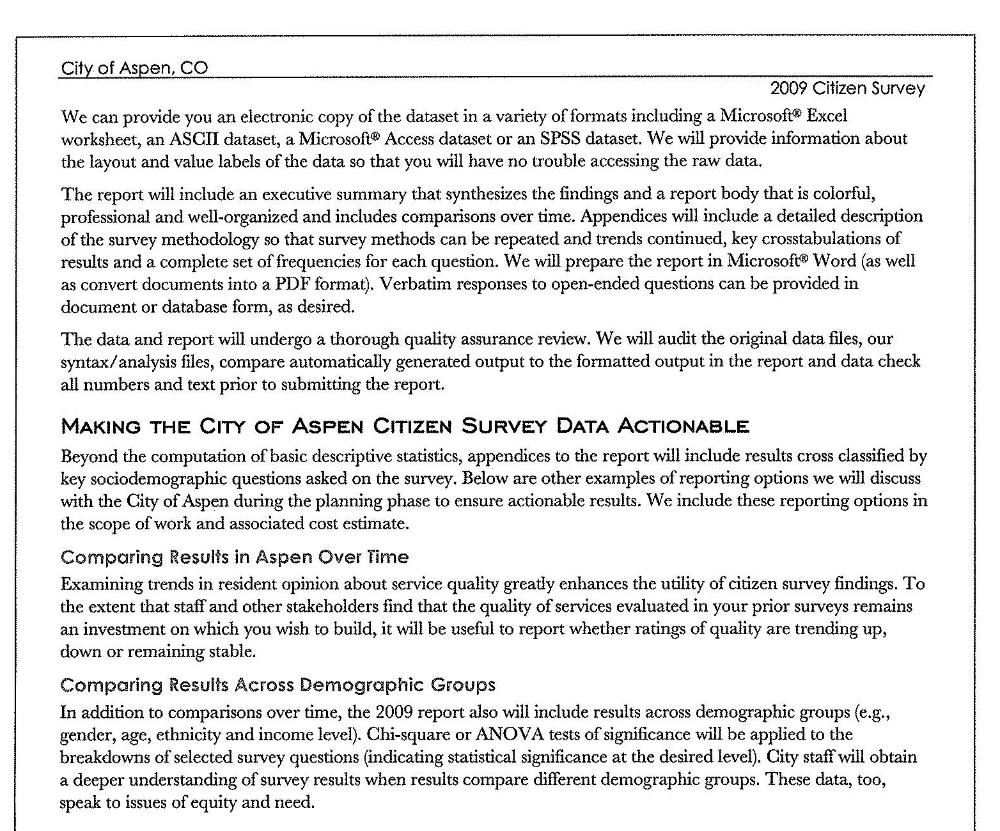 City of Aspen, CO
2009 Citizen Survey
We can provide you an electronic copy of the dataset in a variety of formats including a Microsoft® Excel
worksheet, an ASCII dataset, a Microsoft® Access dataset or an SPSS dataset. We will provide information about
the layout and value labels of the data so that you will have no trouble accessing the raw data.
The report will include an executive summary that synthesizes the findings and a report body that is colorful,
professional and well-organized and includes comparisons over time. Appendices will include a detailed description
of the survey methodology so that survey methods can be repeated and trends continued, key crosstabulations of
results and a complete set of frequencies for each question. We will prepare the report in Microsoft® Word (as well
as convert documents into a PDF format). Verbatim responses to open-ended questions can be provided in
document or database form, as desired.
The data and report will undergo a thorough quality assurance review. We will audit the original data files, our
syntax/analysis files, compare automatically generated output to the formatted output in the report and data check
all numbers and text prior to submitting the report.
MAKING THE CITY OF ASPEN CITIZEN SURVEY DATA ACTIONABLE
Beyond the computation of basic descriptive statistics, appendices to the report will include results cross classified by
key sociodemographic questions asked on the survey. Below are other examples of reporting options we will discuss
with the City of Aspen during the planning phase to ensure actionable results. We include these reporting options in
the scope of work and associated cost estimate.
Comparing Results in Aspen Over Time
Examining trends in resident opinion about service quality greatly enhances the utility of citizen survey findings. To
the extent that staff and other stakeholders find that the quality of services evaluated in your prior surveys remains
an investment on which you wish to build, it will be useful to report whether ratings of quality are trending up,
down or remaining stable.
Comparing Results Across Demographic Groups
In addition to comparisons over time, the 2009 report also will include results across demographic groups (e.g.,
gender, age, ethnicity and income level). Chi-square or ANOVA tests of significance will be applied to the
breakdowns of selected survey questions (indicating statistical significance at the desired level). City staff will obtain
a deeper understanding of survey results when results compare different demographic groups. These data, too,
speak to issues of equity and need.